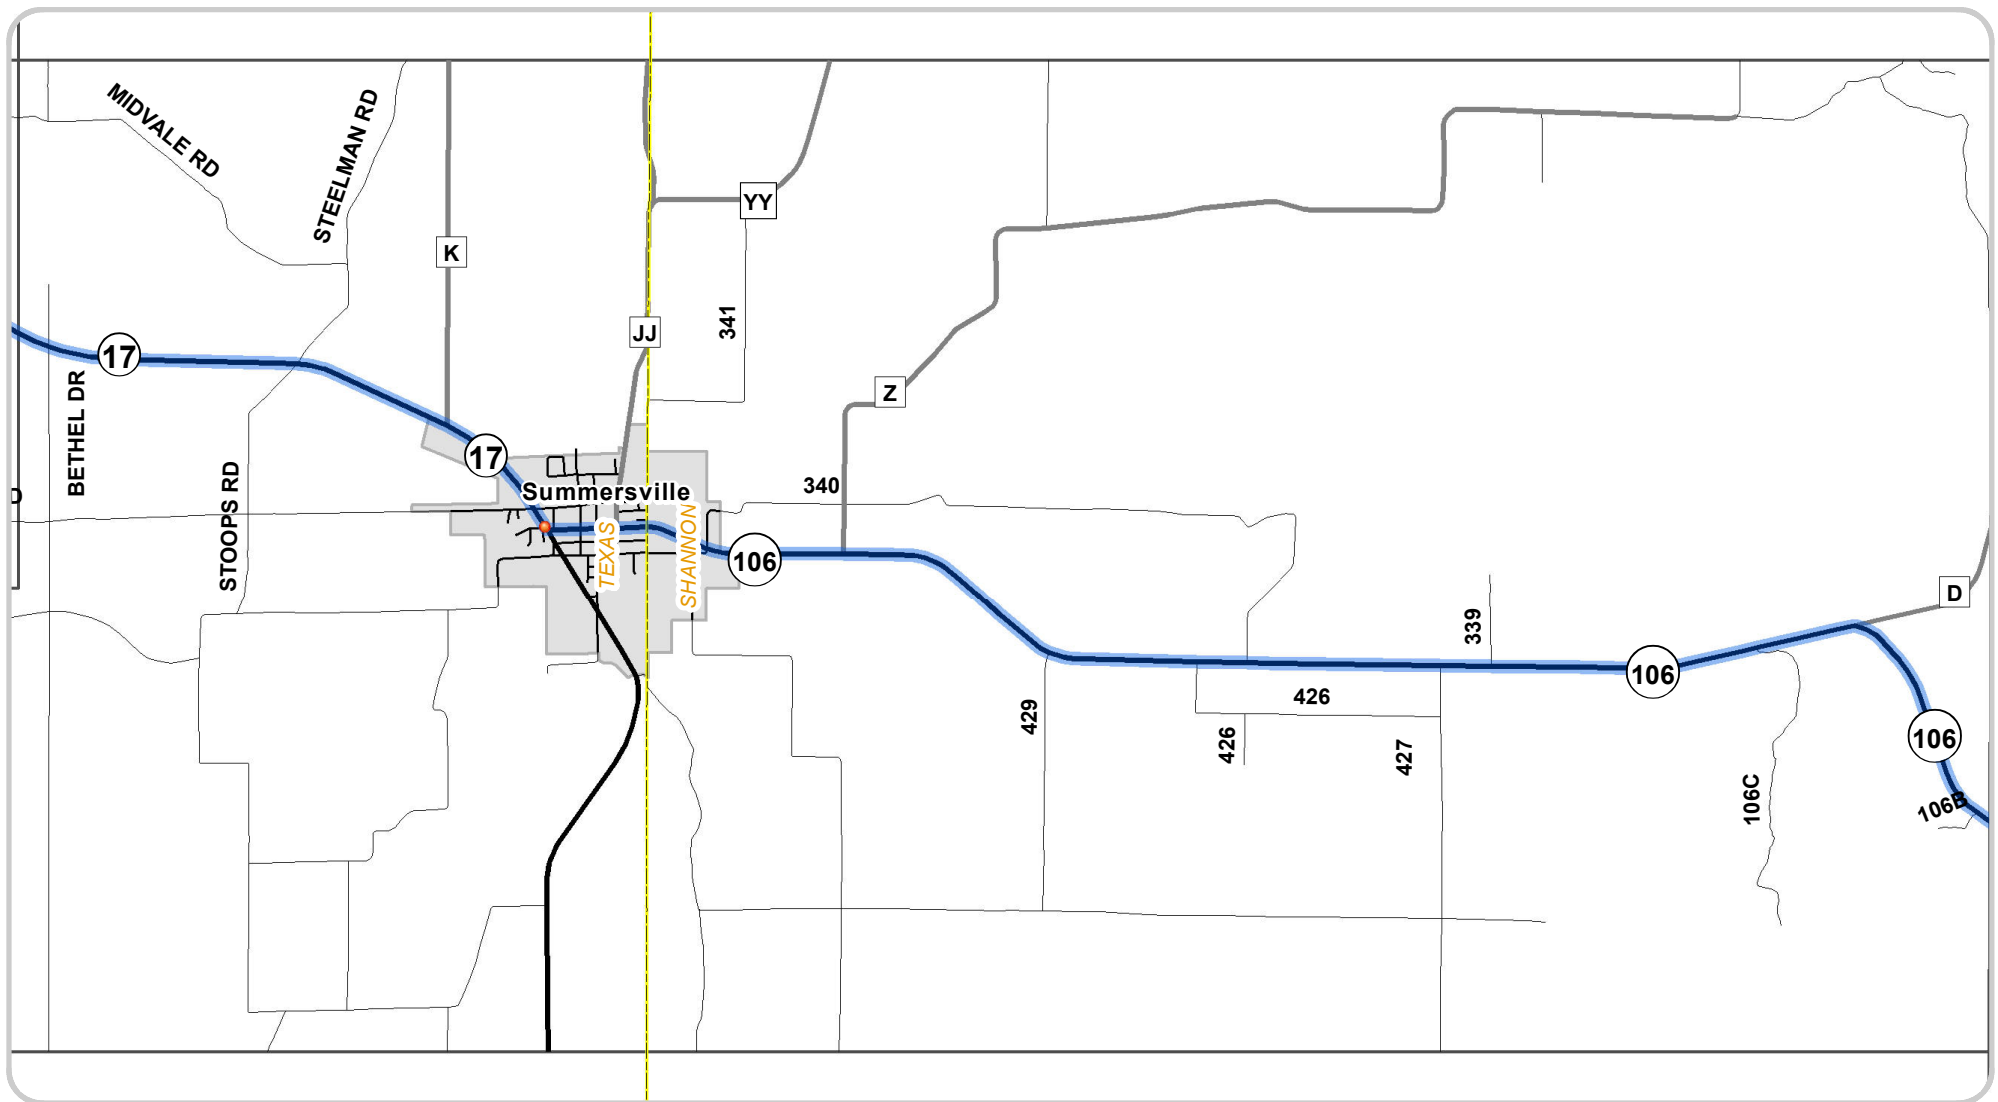 MIDVALE RD
STEELMAN RD
YY
K
JJ
341
17
BETHEL DR
Z
17
STOOPS RD
340
Summersville
TEXAS
SHANNON
106
D
339
106
426
429
426
427
106
106C
106B